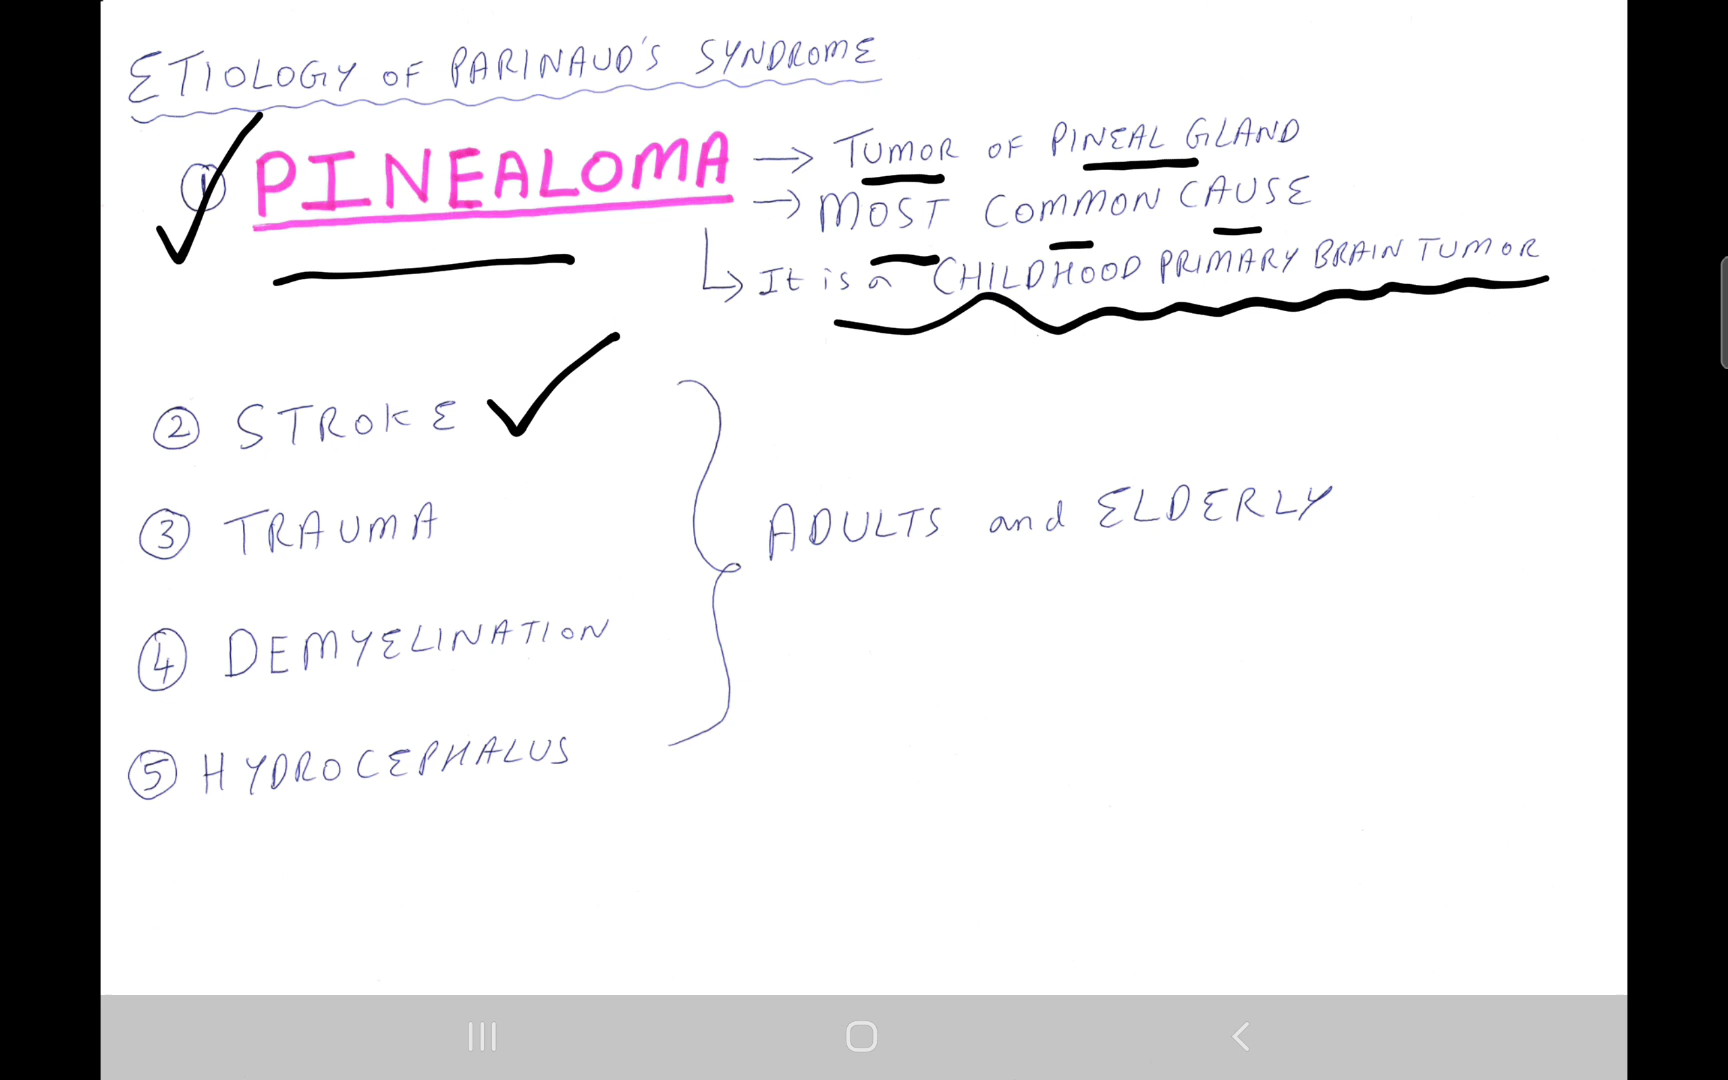 ETIOLOGY OF PARINAUD'S SYNDROME
① PINEALOMA → TUMOR OF PINEAL GLAND
→ MOST COMMON CAUSE
↳ It is a CHILDHOOD PRIMARY BRAIN TUMOR
② STROKE
③ TRAUMA
ADULTS and ELDERLY
④ DEMYELINATION
⑤ HYDROCEPHALUS